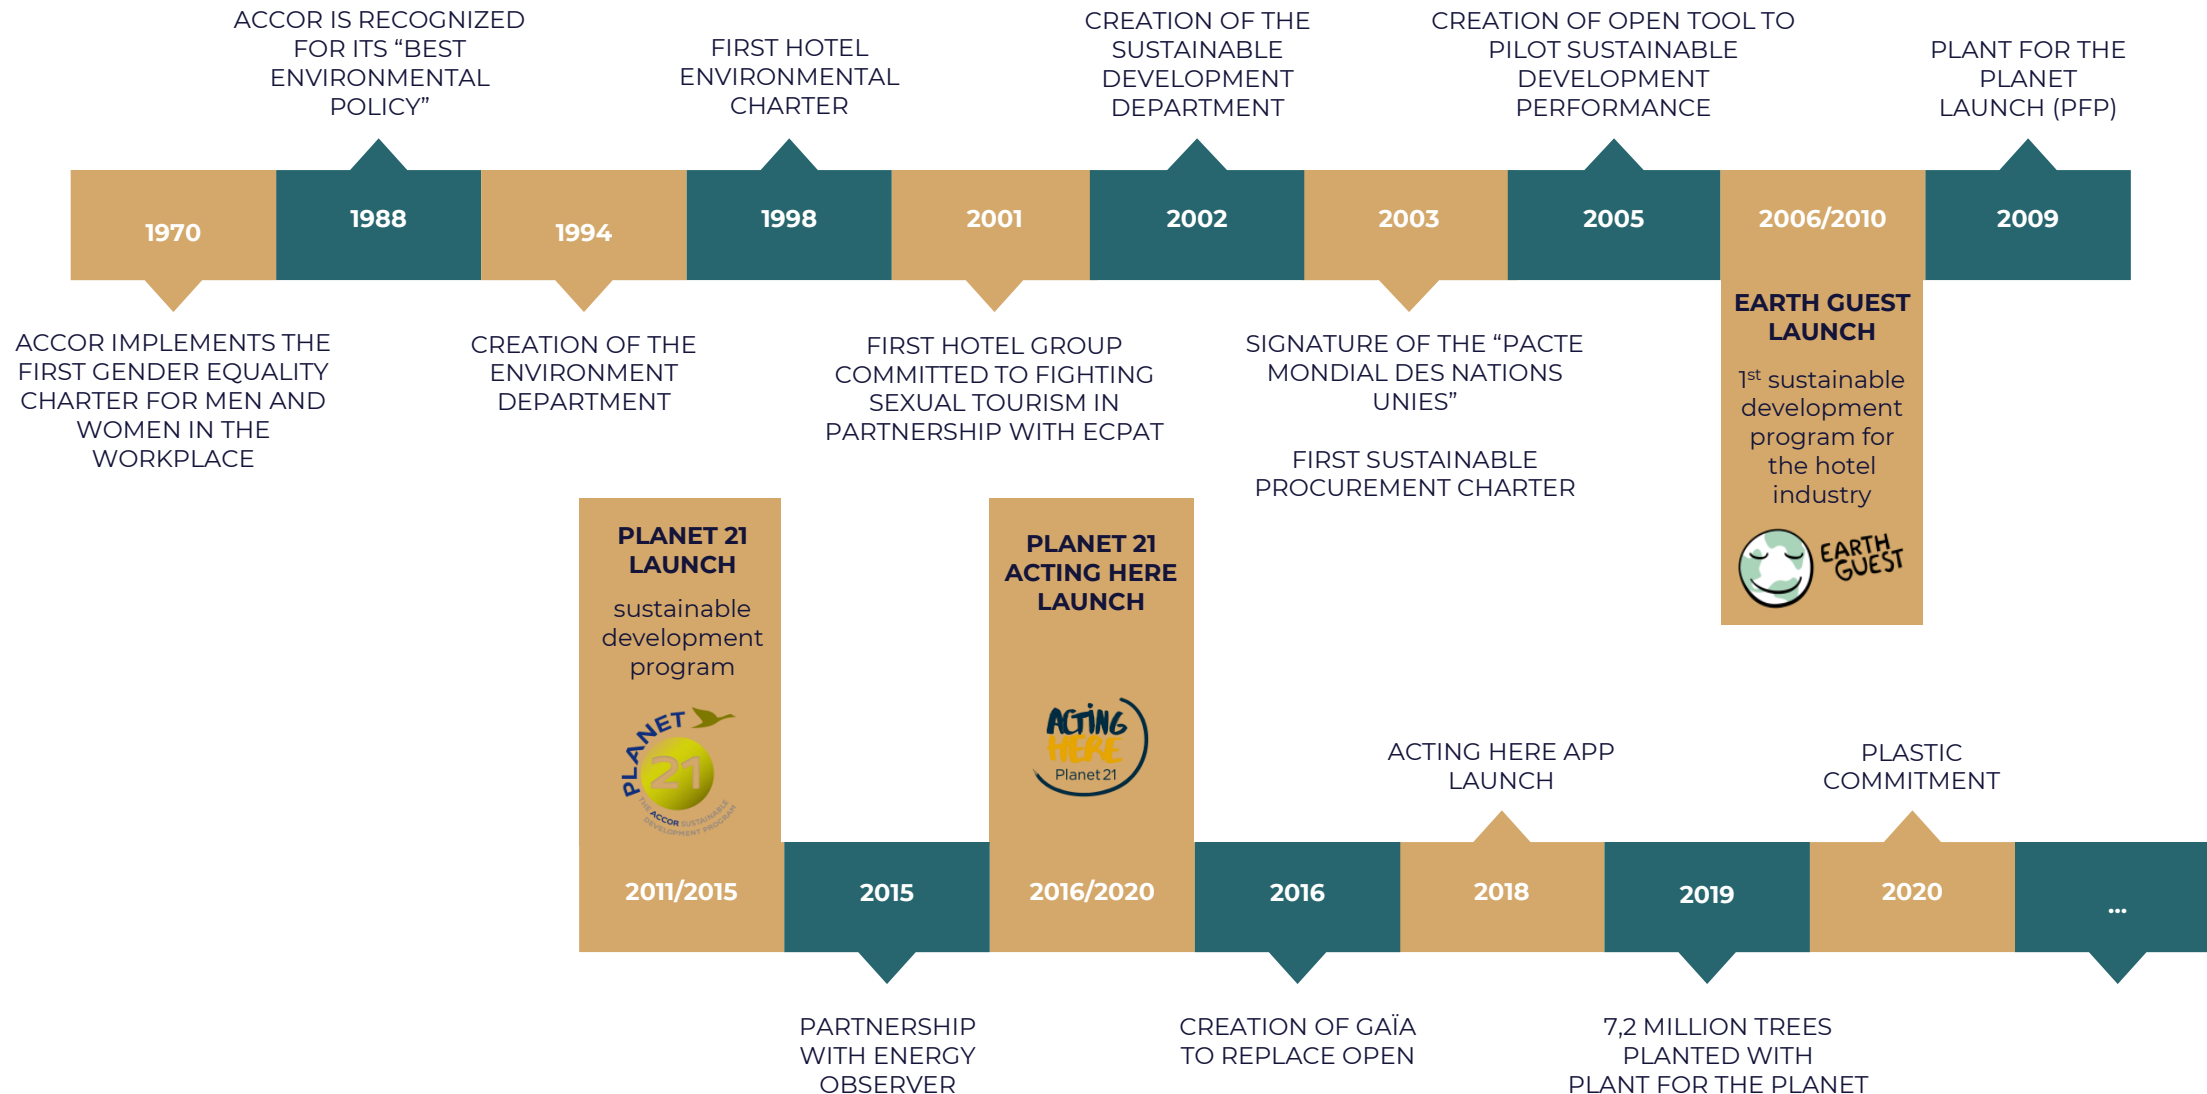 ACCOR IS RECOGNIZED
FOR ITS “BEST
ENVIRONMENTAL
POLICY”
FIRST HOTEL
ENVIRONMENTAL
CHARTER
CREATION OF THE
SUSTAINABLE
DEVELOPMENT
DEPARTMENT
CREATION OF OPEN TOOL TO
PILOT SUSTAINABLE
DEVELOPMENT
PERFORMANCE
PLANT FOR THE
PLANET
LAUNCH (PFP)
1970
1988
1994
1998
2001
2002
2003
2005
2006/2010
2009
ACCOR IMPLEMENTS THE
FIRST GENDER EQUALITY
CHARTER FOR MEN AND
WOMEN IN THE
WORKPLACE
CREATION OF THE
ENVIRONMENT
DEPARTMENT
FIRST HOTEL GROUP
COMMITTED TO FIGHTING
SEXUAL TOURISM IN
PARTNERSHIP WITH ECPAT
SIGNATURE OF THE “PACTE
MONDIAL DES NATIONS
UNIES”
FIRST SUSTAINABLE
PROCUREMENT CHARTER
EARTH GUEST
LAUNCH
1st sustainable
development
program for
the hotel
industry
EARTH
GUEST
PLANET 21
LAUNCH
sustainable
development
program
PLANET
21
THE ACCOR SUSTAINABLE
DEVELOPMENT PROGRAM
PLANET 21
ACTING HERE
LAUNCH
ACTING
HERE
Planet 21
ACTING HERE APP
LAUNCH
PLASTIC
COMMITMENT
2011/2015
2015
2016/2020
2016
2018
2019
2020
...
PARTNERSHIP
WITH ENERGY
OBSERVER
CREATION OF GAÏA
TO REPLACE OPEN
7,2 MILLION TREES
PLANTED WITH
PLANT FOR THE PLANET